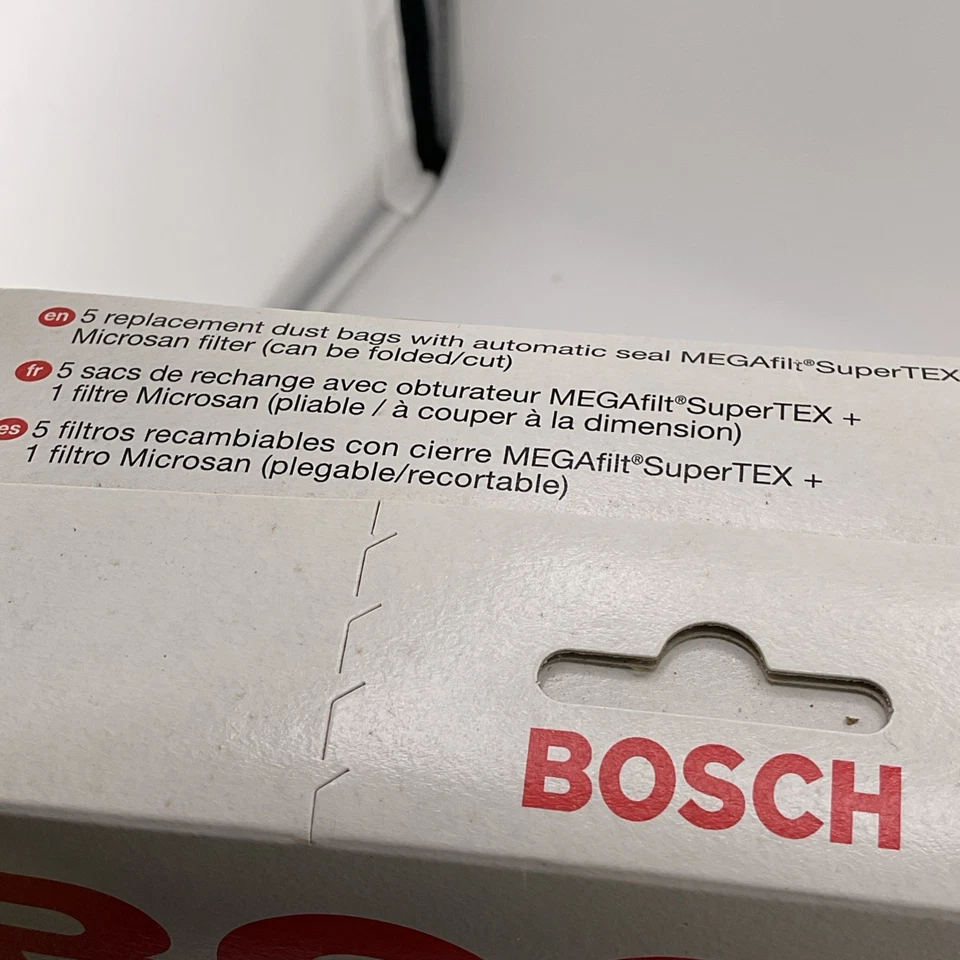 en 5 replacement dust bags with automatic seal MEGAfilt®SuperTEX
Microsan filter (can be folded/cut)
fr 5 sacs de rechange avec obturateur MEGAfilt®SuperTEX +
1 filtre Microsan (pliable / à couper à la dimension)
es 5 filtros recambiables con cierre MEGAfilt®SuperTEX +
1 filtro Microsan (plegable/recortable)
BOSCH